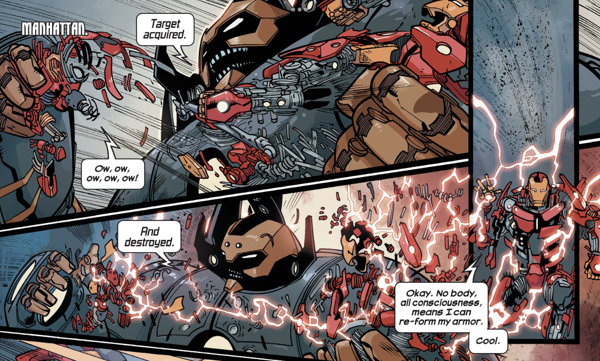 MANHATTAN.
Target
acquired.
Ow, ow,
ow, ow, ow!
And
destroyed.
Okay. No body,
all consciousness,
means I can
re-form my armor.
Cool.